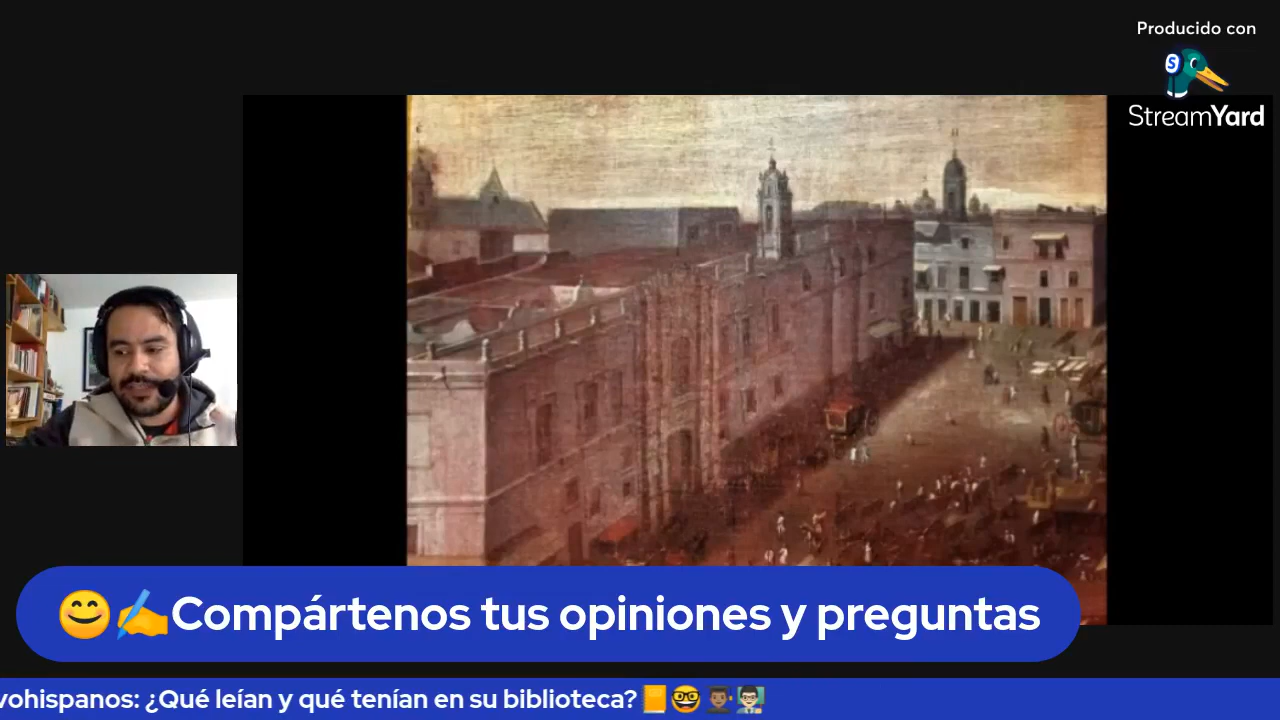 Producido con
StreamYard
😊✍️Compártenos tus opiniones y preguntas
vohispanos: ¿Qué leían y qué tenían en su biblioteca?📒🤓👨🏽‍🎓👨🏻‍🏫